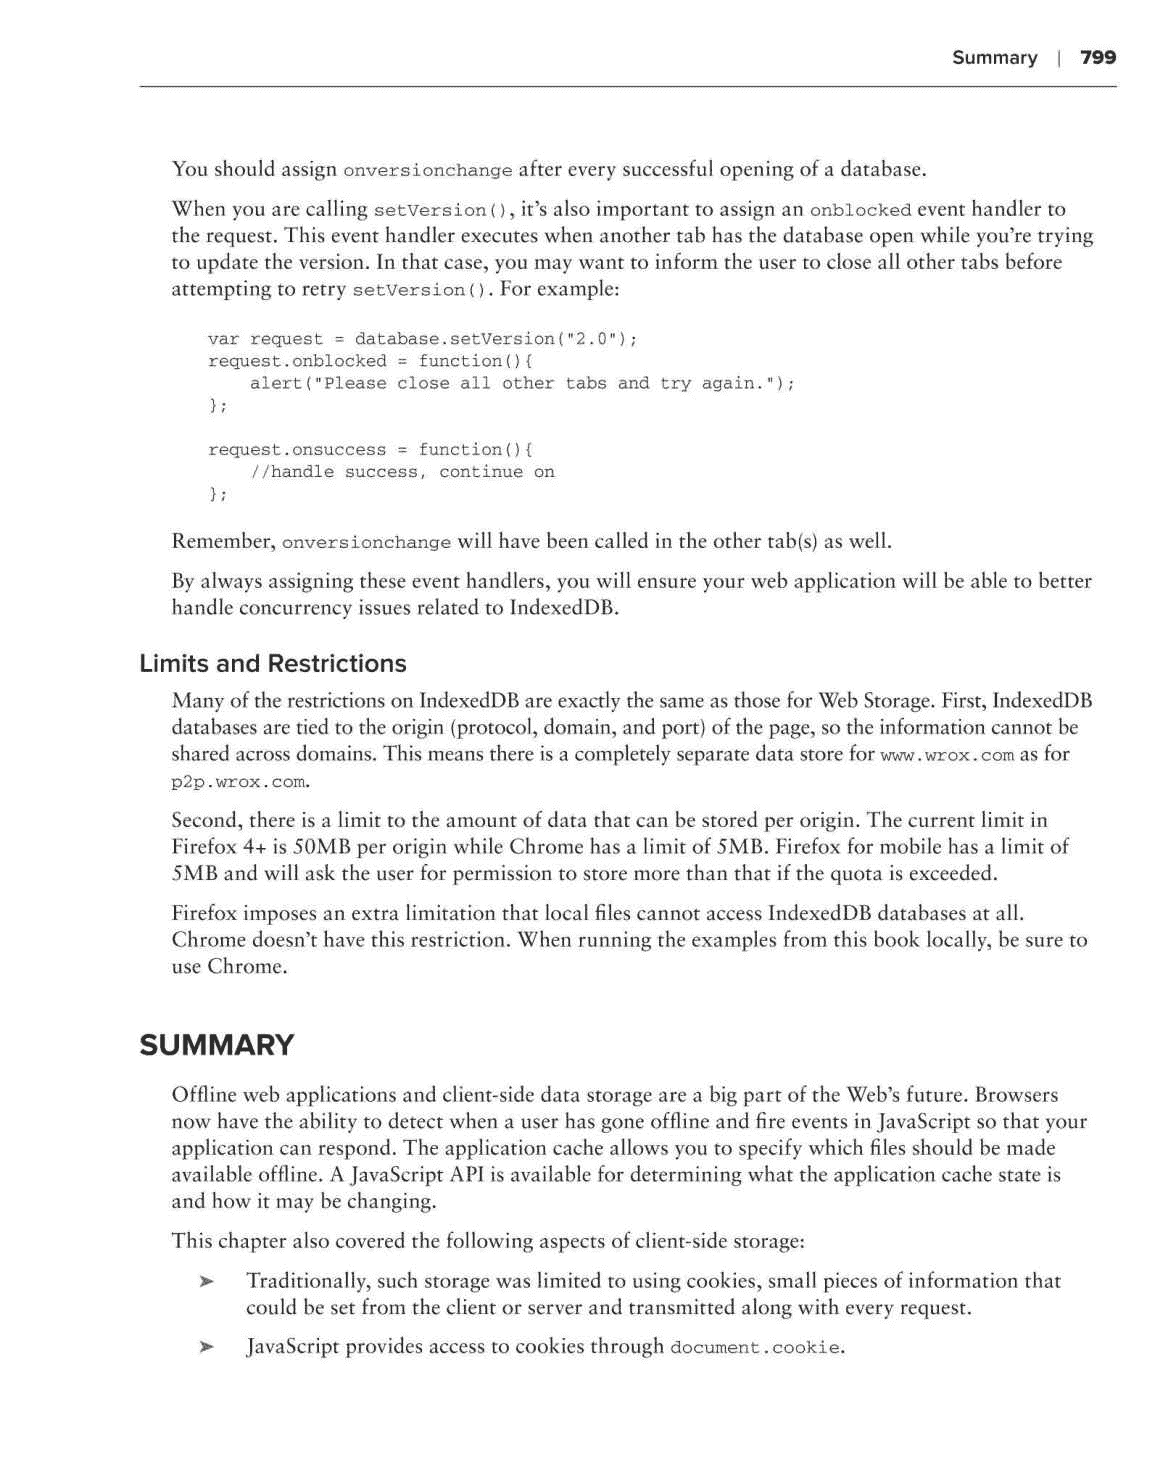 Summary | 799
You should assign onversionchange after every successful opening of a database.
When you are calling setVersion(), it's also important to assign an onblocked event handler to
the request. This event handler executes when another tab has the database open while you're trying
to update the version. In that case, you may want to inform the user to close all other tabs before
attempting to retry setVersion(). For example:
var request = database.setVersion("2.0");
request.onblocked = function(){
    alert("Please close all other tabs and try again.");
};
request.onsuccess = function(){
    //handle success, continue on
};
Remember, onversionchange will have been called in the other tab(s) as well.
By always assigning these event handlers, you will ensure your web application will be able to better
handle concurrency issues related to IndexedDB.
Limits and Restrictions
Many of the restrictions on IndexedDB are exactly the same as those for Web Storage. First, IndexedDB
databases are tied to the origin (protocol, domain, and port) of the page, so the information cannot be
shared across domains. This means there is a completely separate data store for www.wrox.com as for
p2p.wrox.com.
Second, there is a limit to the amount of data that can be stored per origin. The current limit in
Firefox 4+ is 50MB per origin while Chrome has a limit of 5MB. Firefox for mobile has a limit of
5MB and will ask the user for permission to store more than that if the quota is exceeded.
Firefox imposes an extra limitation that local files cannot access IndexedDB databases at all.
Chrome doesn't have this restriction. When running the examples from this book locally, be sure to
use Chrome.
SUMMARY
Offline web applications and client-side data storage are a big part of the Web's future. Browsers
now have the ability to detect when a user has gone offline and fire events in JavaScript so that your
application can respond. The application cache allows you to specify which files should be made
available offline. A JavaScript API is available for determining what the application cache state is
and how it may be changing.
This chapter also covered the following aspects of client-side storage:
➤ Traditionally, such storage was limited to using cookies, small pieces of information that
could be set from the client or server and transmitted along with every request.
➤ JavaScript provides access to cookies through document.cookie.